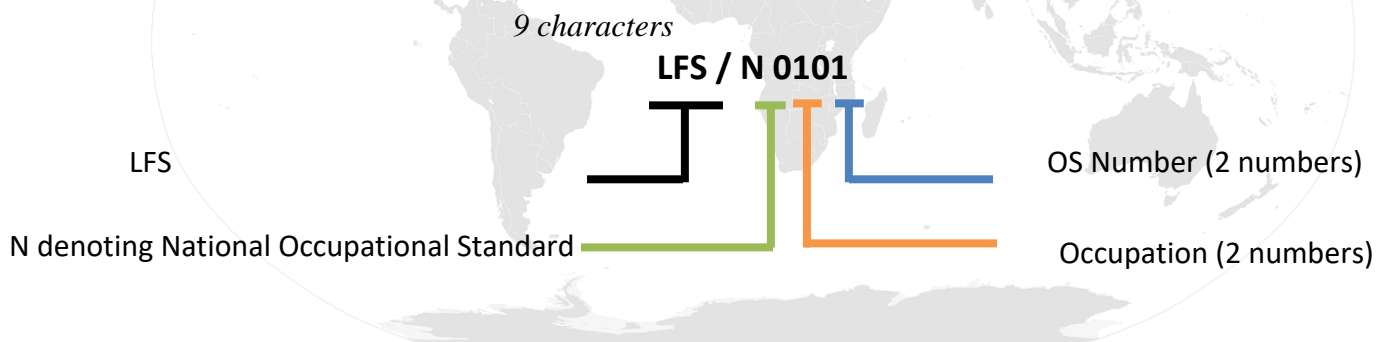 9 characters
LFS / N 0101
LFS
OS Number (2 numbers)
N denoting National Occupational Standard
Occupation (2 numbers)